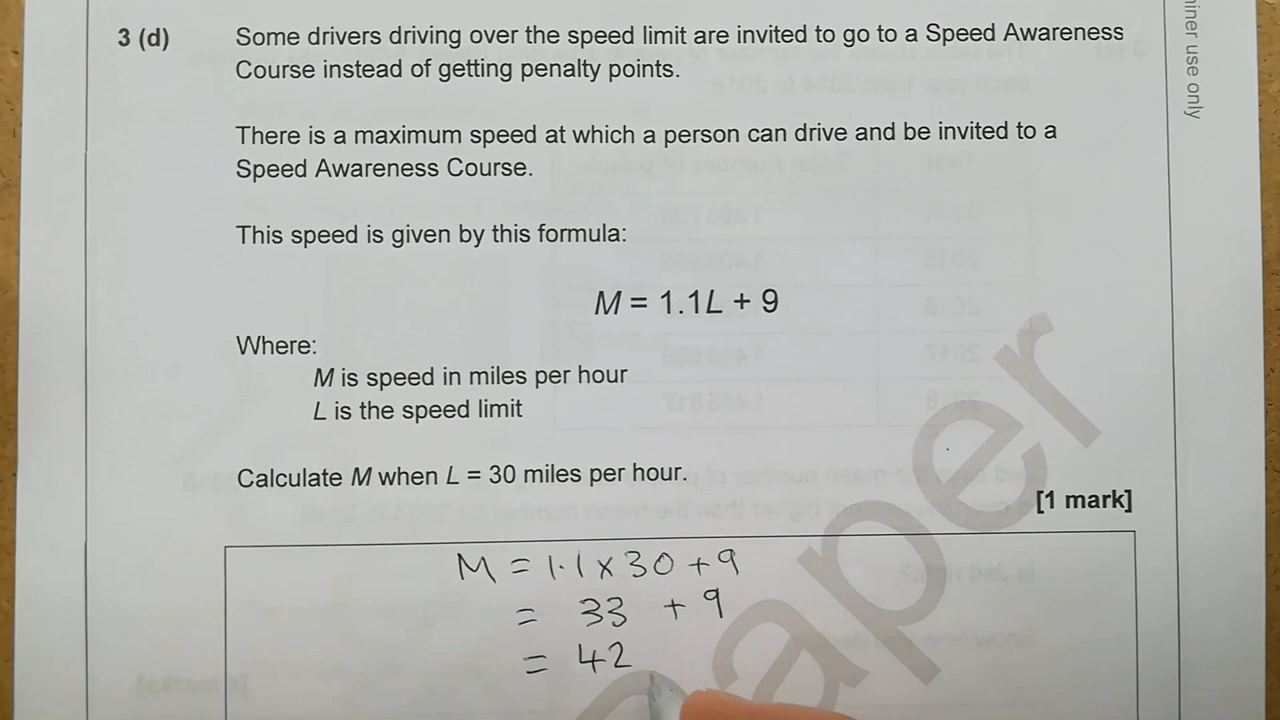 3 (d) Some drivers driving over the speed limit are invited to go to a Speed Awareness
Course instead of getting penalty points.
There is a maximum speed at which a person can drive and be invited to a
Speed Awareness Course.
This speed is given by this formula:
M = 1.1L + 9
Where:
M is speed in miles per hour
L is the speed limit
Calculate M when L = 30 miles per hour.
[1 mark]
M = 1.1 x 30 + 9
= 33 + 9
= 42
aper
iner use only